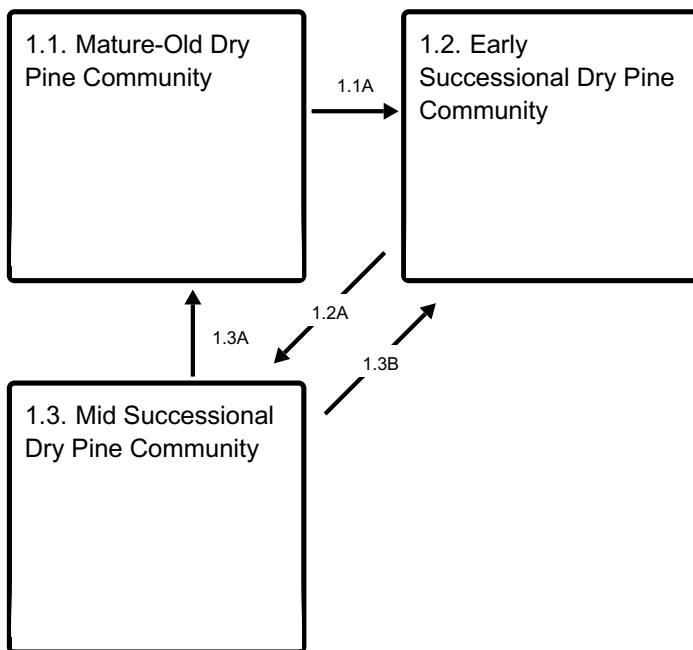 1.1. Mature-Old Dry
Pine Community
1.1A
1.2. Early
Successional Dry Pine
Community
1.2A
1.3A
1.3B
1.3. Mid Successional
Dry Pine Community